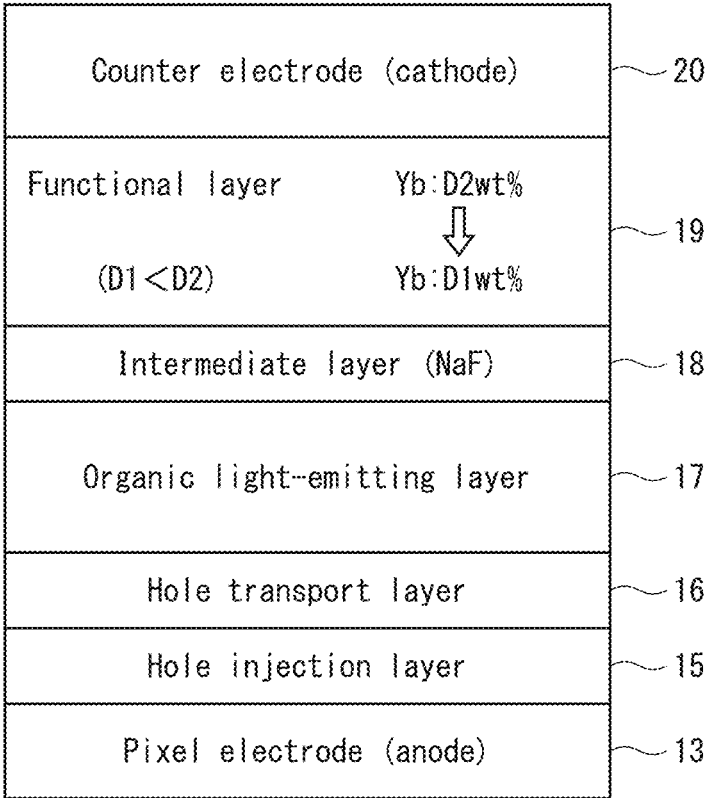 Counter electrode (cathode) 20
Functional layer Yb:D2wt%
19
(D1<D2) Yb:D1wt%
Intermediate layer (NaF) 18
Organic light-emitting layer 17
Hole transport layer 16
Hole injection layer 15
Pixel electrode (anode) 13